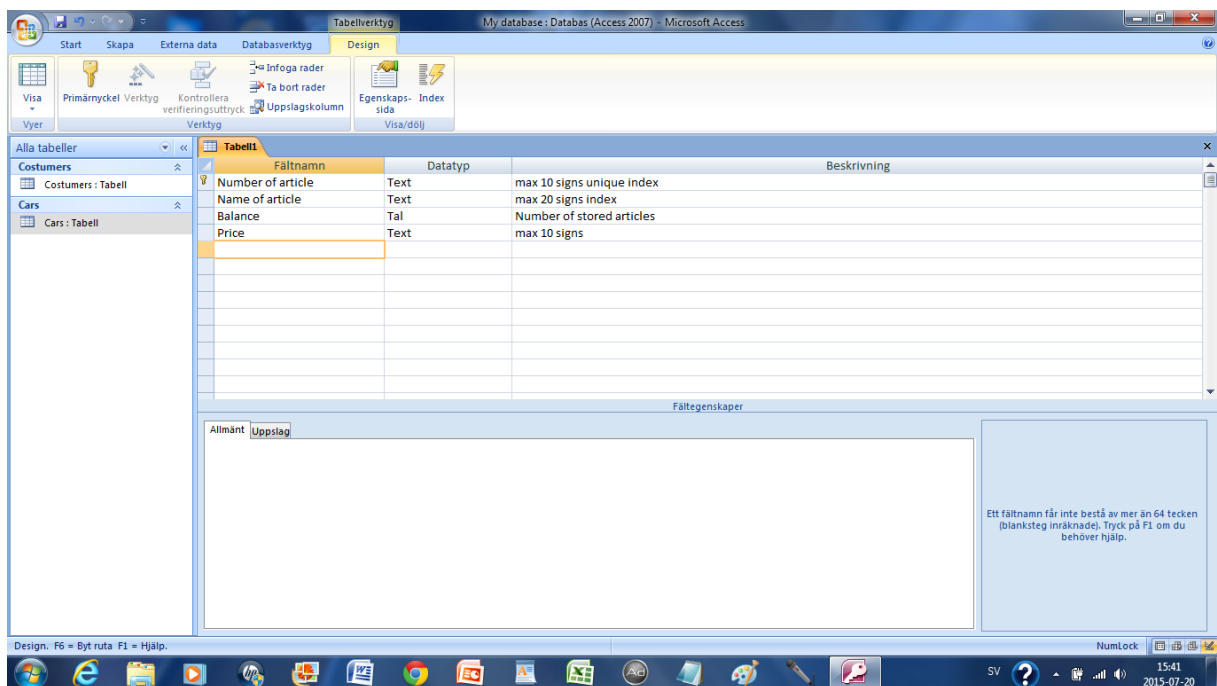 Tabellverktyg My database : Databas (Access 2007) - Microsoft Access
Start Skapa Externa data Databasverktyg Design
Visa
Primärnyckel
Verktyg
Kontrollera
verifieringsuttryck
Infoga rader
Ta bort rader
Uppslagskolumn
Egenskaps-
sida
Index
Vyer Verktyg Visa/dölj
Alla tabeller
Costumers
Costumers : Tabell
Cars
Cars : Tabell
Tabell1
Fältnamn Datatyp Beskrivning
Number of article Text max 10 signs unique index
Name of article Text max 20 signs index
Balance Tal Number of stored articles
Price Text max 10 signs
Fältegenskaper
Allmänt Uppslag
Ett fältnamn får inte bestå av mer än 64 tecken
(blanksteg inräknade). Tryck på F1 om du
behöver hjälp.
Design. F6 = Byt ruta F1 = Hjälp.
NumLock
SV
15:41
2015-07-20